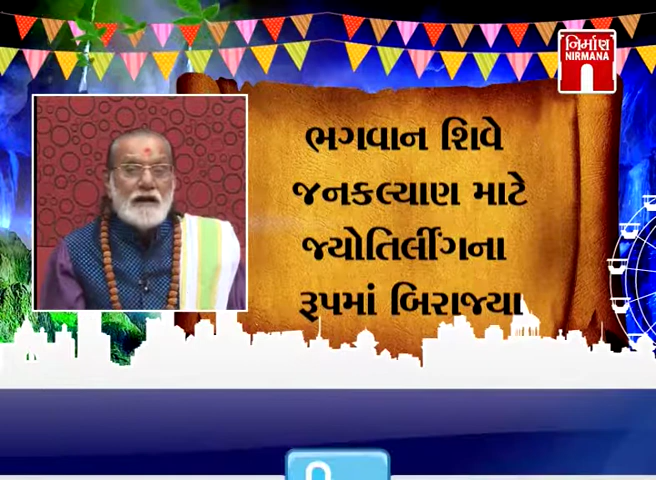 નિર્માણ
NIRMANA
ભગવાન શિવે
જનકલ્યાણ માટે
જ્યોતિર્લીંગના
રૂપમાં બિરાજ્યા